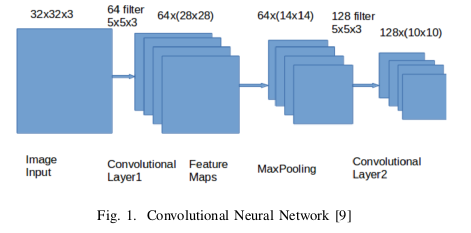 32x32x3
64 filter
5x5x3
64x(28x28)
64x(14x14)
128 filter
5x5x3
128x(10x10)
Image
Input
Convolutional
Layer1
Feature
Maps
MaxPooling
Convolutional
Layer2
Fig. 1. Convolutional Neural Network [9]